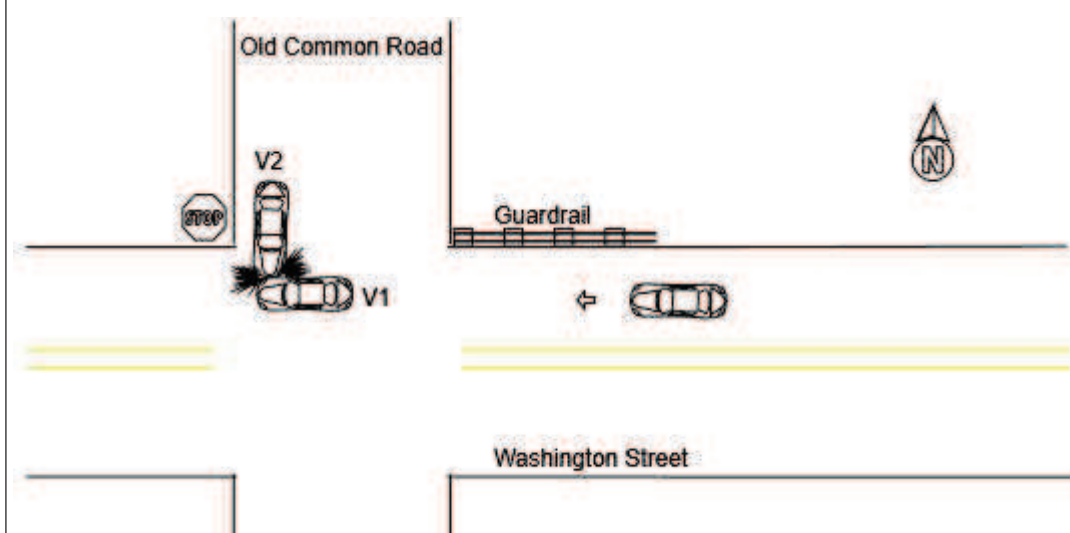 Old Common Road
V2
N
STOP
Guardrail
V1
Washington Street